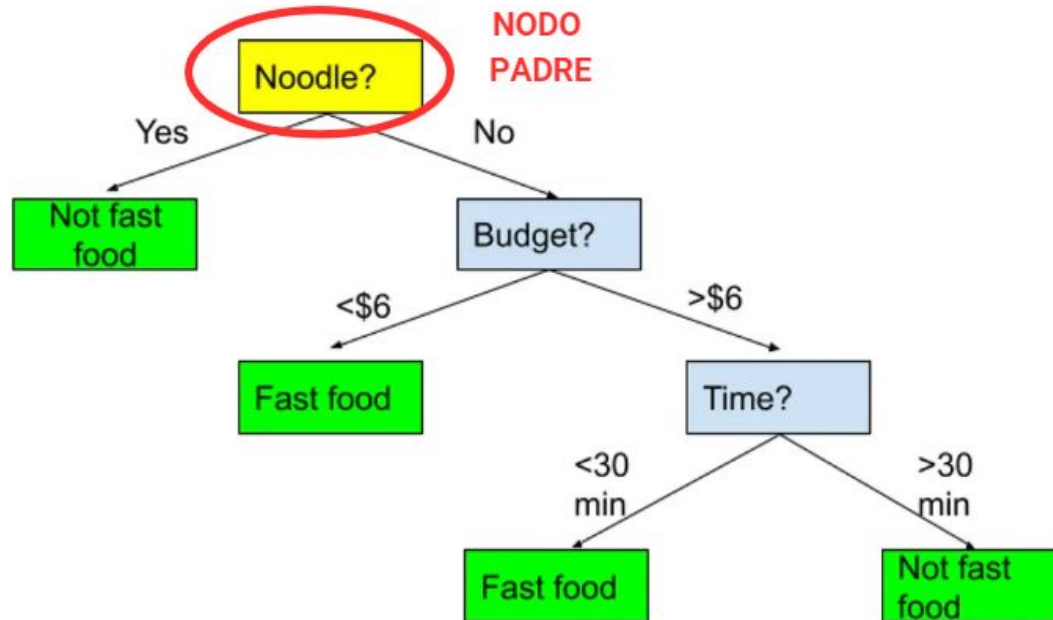 NODO
PADRE
Noodle?
Yes
No
Not fast
food
Budget?
<$6
>$6
Fast food
Time?
<30
min
>30
min
Fast food
Not fast
food